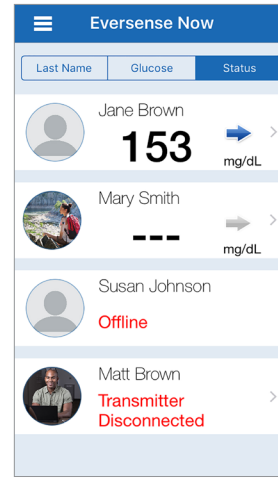 Eversense Now
Last Name Glucose Status
Jane Brown
153
mg/dL
Mary Smith
---
mg/dL
Susan Johnson
Offline
Matt Brown
Transmitter
Disconnected